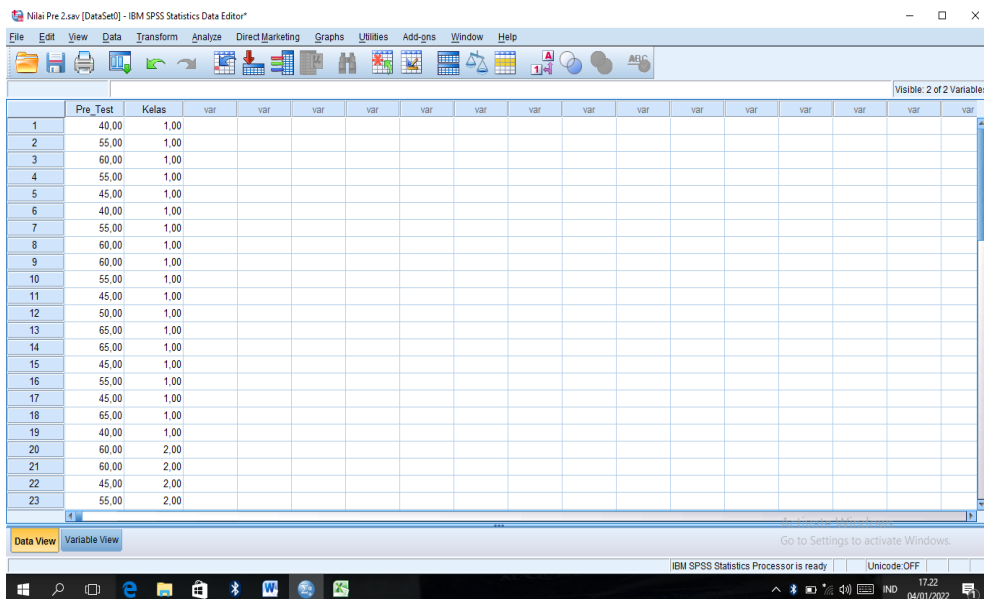 Nilai Pre 2.sav [DataSet0] - IBM SPSS Statistics Data Editor*
File Edit View Data Transform Analyze Direct Marketing Graphs Utilities Add-ons Window Help
Visible: 2 of 2 Variables
Pre_Test Kelas var var var var var var var var var var var var var var
1 40,00 1,00
2 55,00 1,00
3 60,00 1,00
4 55,00 1,00
5 45,00 1,00
6 40,00 1,00
7 55,00 1,00
8 60,00 1,00
9 60,00 1,00
10 55,00 1,00
11 45,00 1,00
12 50,00 1,00
13 65,00 1,00
14 65,00 1,00
15 45,00 1,00
16 55,00 1,00
17 45,00 1,00
18 65,00 1,00
19 40,00 1,00
20 60,00 2,00
21 60,00 2,00
22 45,00 2,00
23 55,00 2,00
Data View Variable View
Go to Settings to activate Windows.
IBM SPSS Statistics Processor is ready Unicode:OFF
IND 17.22
04/01/2022